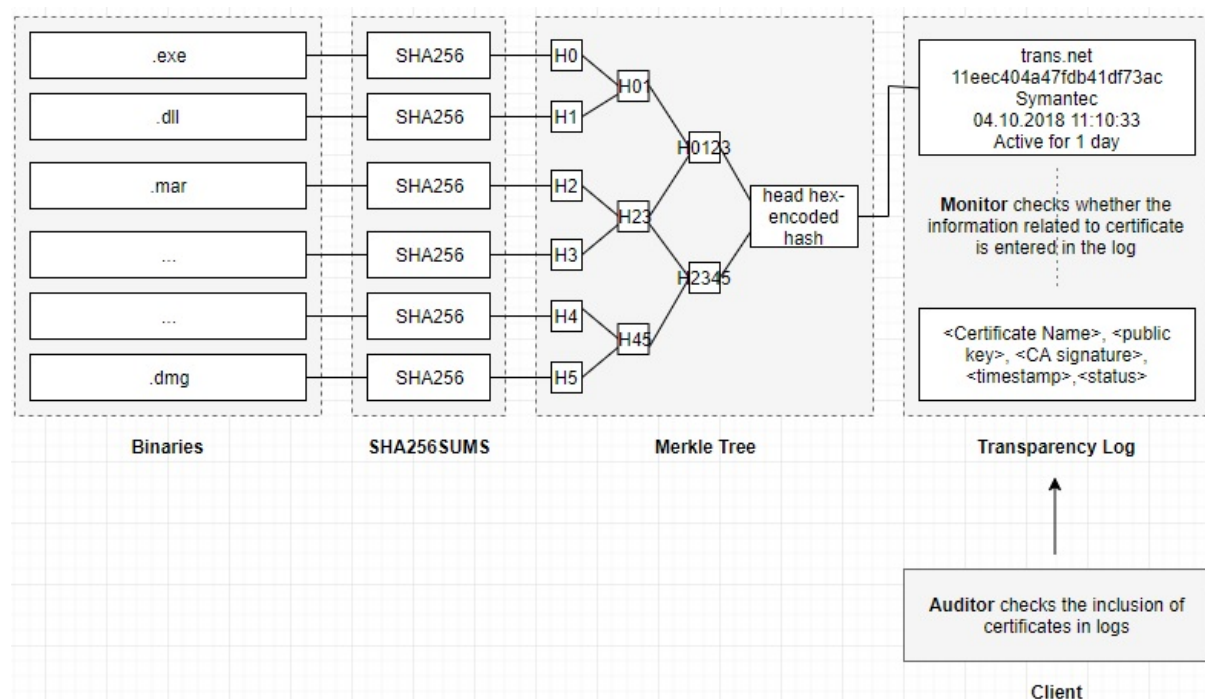 .exe
.dll
.mar
...
...
.dmg
Binaries
SHA256
SHA256
SHA256
SHA256
SHA256
SHA256
SHA256SUMS
H0
H1
H2
H3
H4
H5
H01
H23
H45
H0123
H2345
head hex-
encoded
hash
Merkle Tree
trans.net
11eec404a47fdb41df73ac
Symantec
04.10.2018 11:10:33
Active for 1 day
Monitor checks whether the
information related to certificate
is entered in the log
<Certificate Name>, <public
key>, <CA signature>,
<timestamp>,<status>
Transparency Log
Auditor checks the inclusion of
certificates in logs
Client